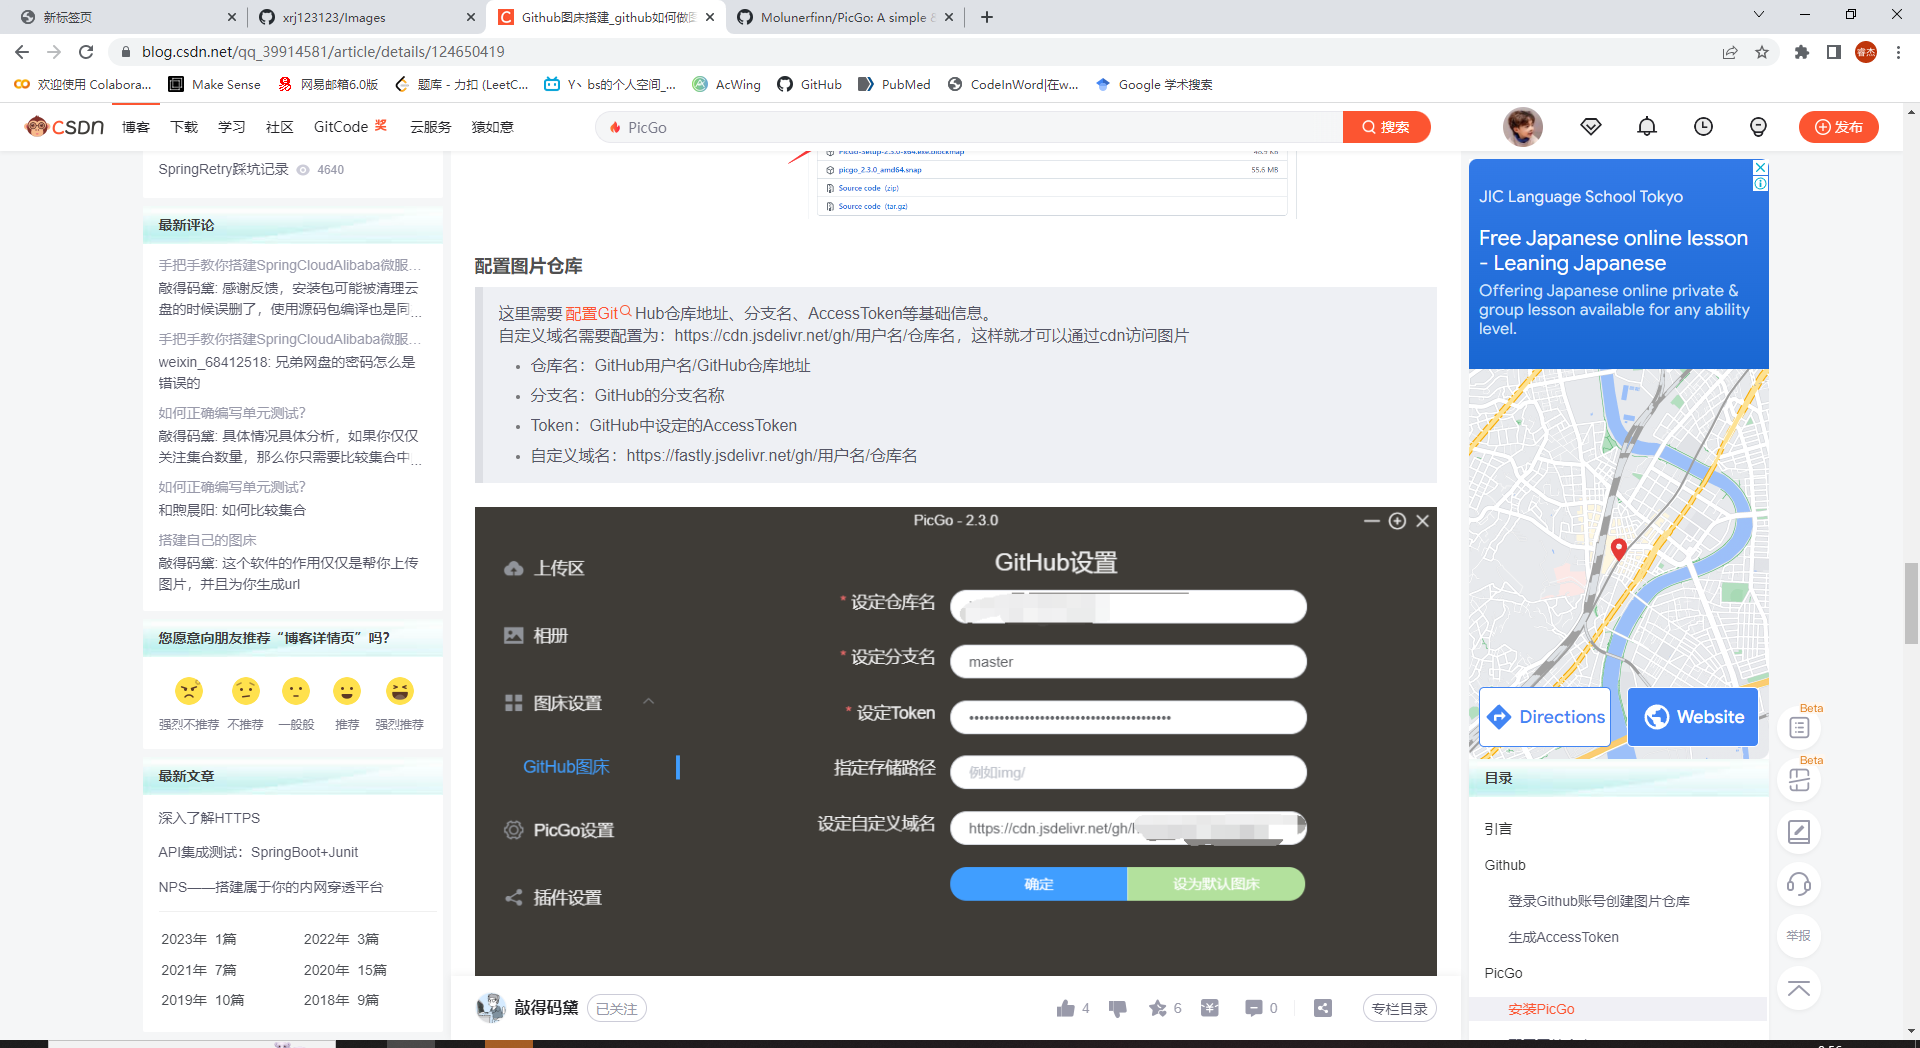 新标签页
xrj123123/Images
Github图床搭建_github如何做图
Molunerfinn/PicGo: A simple &
blog.csdn.net/qq_39914581/article/details/124650419
睿杰
欢迎使用 Colabora...
Make Sense
网易邮箱6.0版
题库 - 力扣 (LeetC...
Y丶bs的个人空间_...
AcWing
GitHub
PubMed
CodeInWord|在w...
Google 学术搜索
CSDN
博客
下载
学习
社区
GitCode 奖
云服务
猿如意
PicGo
搜索
发布
SpringRetry踩坑记录 4640
最新评论
手把手教你搭建SpringCloudAlibaba微服...
敲得码黛: 感谢反馈，安装包可能被清理云
盘的时候误删了，使用源码包编译也是同...
手把手教你搭建SpringCloudAlibaba微服...
weixin_68412518: 兄弟网盘的密码怎么是
错误的
如何正确编写单元测试？
敲得码黛: 具体情况具体分析，如果你仅仅
关注集合数量，那么你只需要比较集合中...
如何正确编写单元测试？
和煦晨阳: 如何比较集合
搭建自己的图床
敲得码黛: 这个软件的作用仅仅是帮你上传
图片，并且为你生成url
您愿意向朋友推荐“博客详情页”吗？
强烈不推荐 不推荐 一般般 推荐 强烈推荐
最新文章
深入了解HTTPS
API集成测试：SpringBoot+Junit
NPS——搭建属于你的内网穿透平台
2023年 1篇 2022年 3篇
2021年 7篇 2020年 15篇
2019年 10篇 2018年 9篇
PicGo-Setup-2.3.0-x64.exe.blockmap
picgo_2.3.0_amd64.snap 55.6 MB
Source code (zip)
Source code (tar.gz)
配置图片仓库
这里需要 配置Git Hub仓库地址、分支名、AccessToken等基础信息。
自定义域名需要配置为：https://cdn.jsdelivr.net/gh/用户名/仓库名，这样就才可以通过cdn访问图片
• 仓库名：GitHub用户名/GitHub仓库地址
• 分支名：GitHub的分支名称
• Token：GitHub中设定的AccessToken
• 自定义域名：https://fastly.jsdelivr.net/gh/用户名/仓库名
PicGo - 2.3.0
上传区
相册
图床设置
GitHub图床
PicGo设置
插件设置
GitHub设置
* 设定仓库名
* 设定分支名 master
* 设定Token
指定存储路径 例如img/
设定自定义域名 https://cdn.jsdelivr.net/gh/
确定 设为默认图床
敲得码黛 已关注
4
6
0
专栏目录
JIC Language School Tokyo
Free Japanese online lesson
- Leaning Japanese
Offering Japanese online private &
group lesson available for any ability
level.
Directions
Website
目录
引言
Github
登录Github账号创建图片仓库
生成AccessToken
PicGo
安装PicGo
Beta
Beta
举报